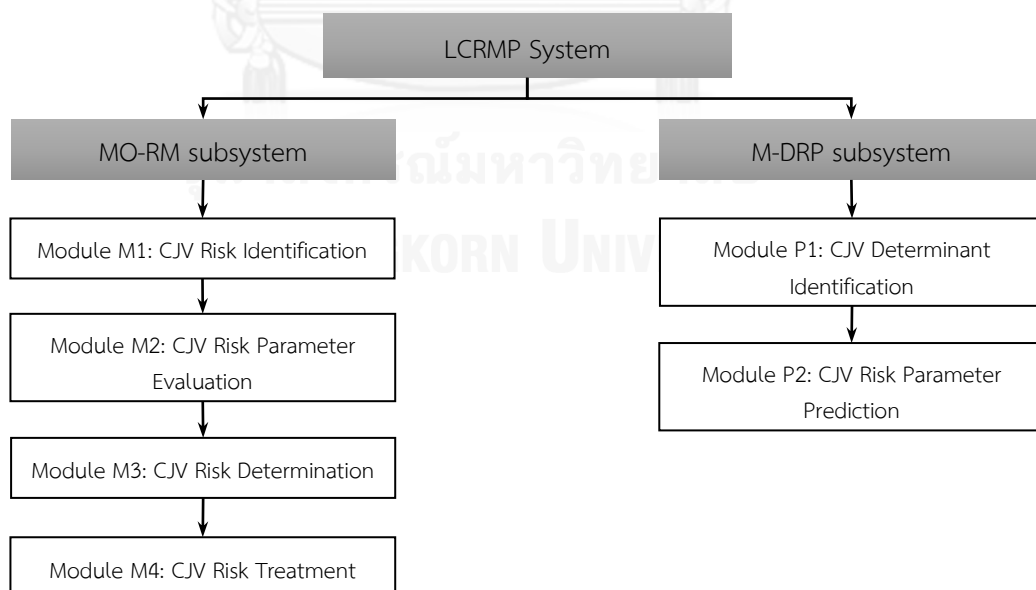 LCRMP System
MO-RM subsystem
M-DRP subsystem
Module M1: CJV Risk Identification
Module M2: CJV Risk Parameter
Evaluation
Module M3: CJV Risk Determination
Module M4: CJV Risk Treatment
Module P1: CJV Determinant
Identification
Module P2: CJV Risk Parameter
Prediction